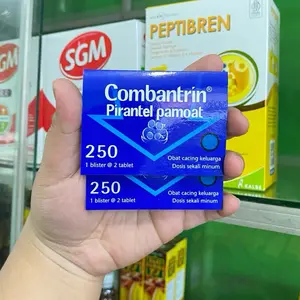 SGM
PEPTIBREN
Combantrin®
Pirantel pamoat
250
1 blister @ 2 tablet
Obat cacing keluarga
Dosis sekali minum
250
1 blister @ 2 tablet
Obat cacing keluarga
Dosis sekali minum
KALBE